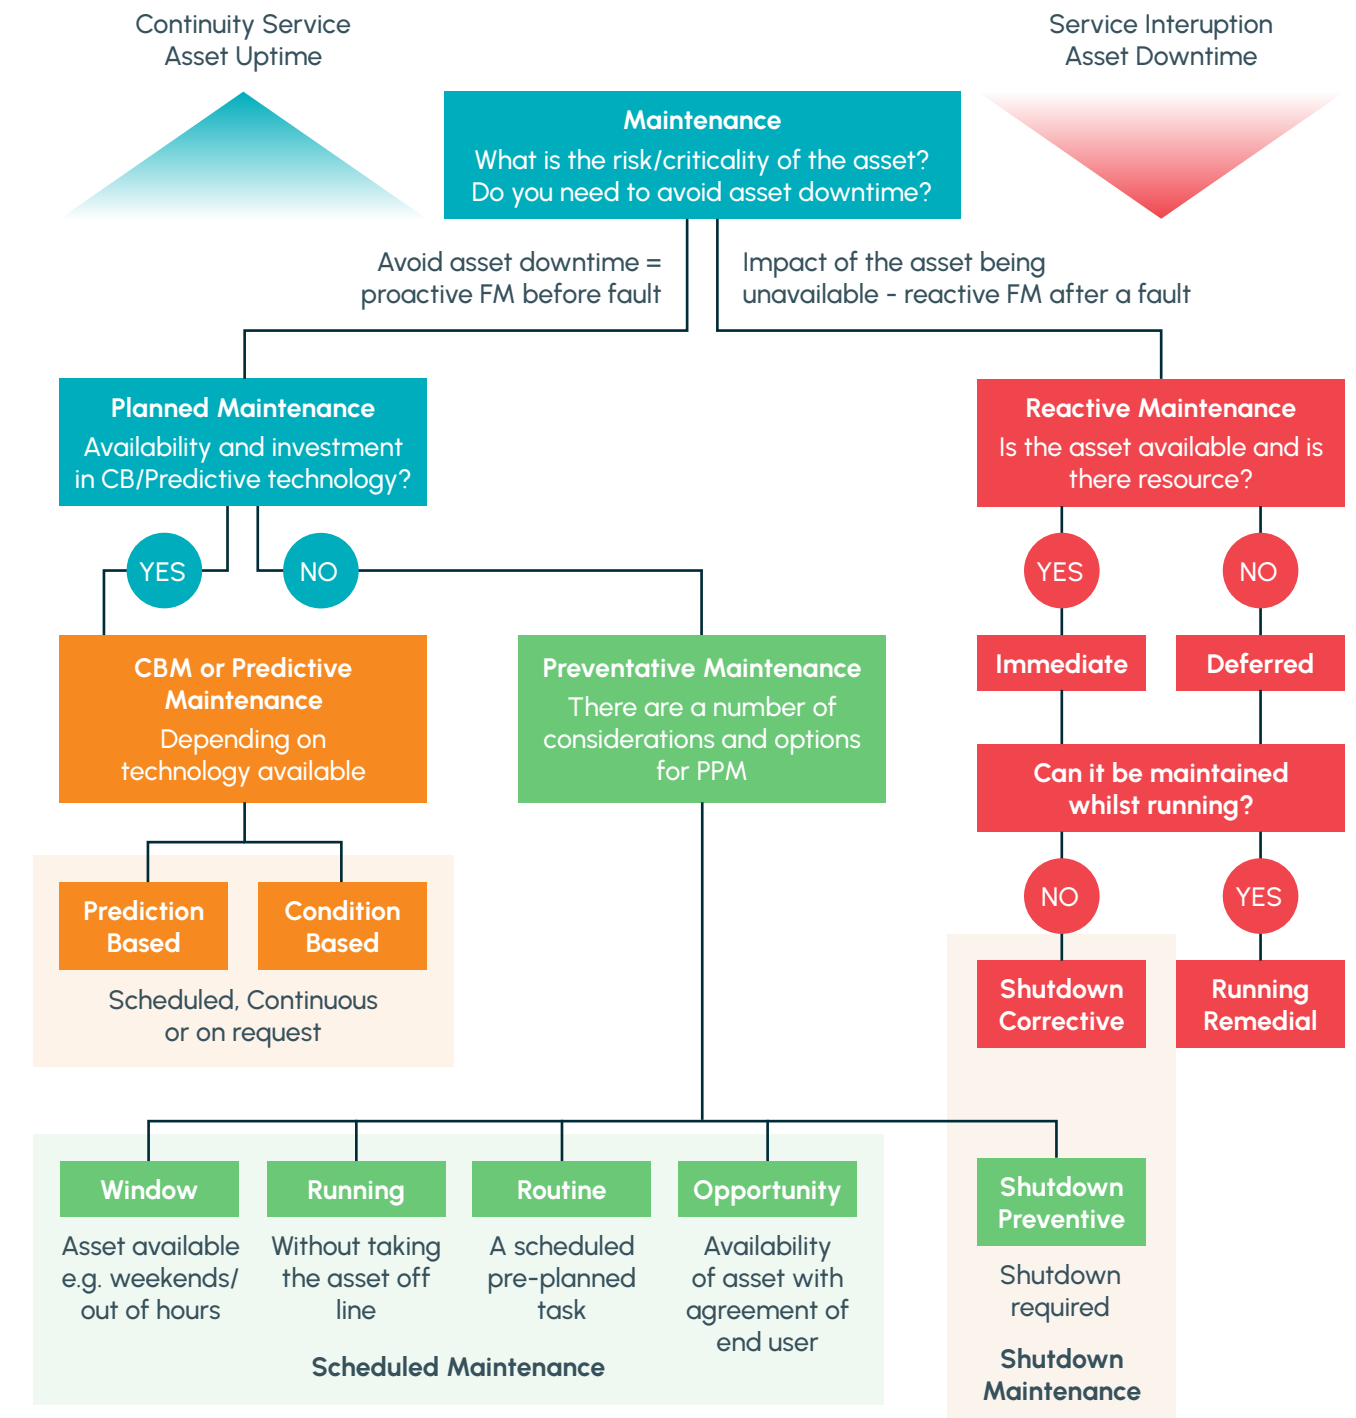 Continuity Service
Asset Uptime
Service Interuption
Asset Downtime
Maintenance
What is the risk/criticality of the asset?
Do you need to avoid asset downtime?
Avoid asset downtime =
proactive FM before fault
Impact of the asset being
unavailable - reactive FM after a fault
Planned Maintenance
Availability and investment
in CB/Predictive technology?
Reactive Maintenance
Is the asset available and is
there resource?
YES
NO
YES
NO
CBM or Predictive
Maintenance
Depending on
technology available
Preventative Maintenance
There are a number of
considerations and options
for PPM
Immediate
Deferred
Can it be maintained
whilst running?
NO
YES
Prediction
Based
Condition
Based
Scheduled, Continuous
or on request
Shutdown
Corrective
Running
Remedial
Window
Asset available
e.g. weekends/
out of hours
Running
Without taking
the asset off
line
Routine
A scheduled
pre-planned
task
Opportunity
Availability
of asset with
agreement of
end user
Scheduled Maintenance
Shutdown
Preventive
Shutdown
required
Shutdown
Maintenance